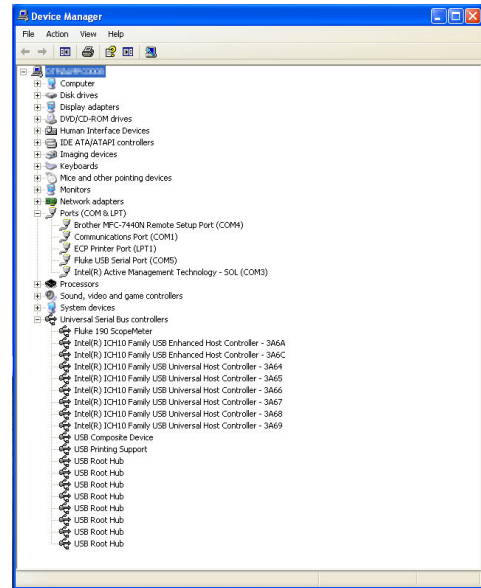 Device Manager
File Action View Help
Computer
Disk drives
Display adapters
DVD/CD-ROM drives
Human Interface Devices
IDE ATA/ATAPI controllers
Imaging devices
Keyboards
Mice and other pointing devices
Monitors
Network adapters
Ports (COM & LPT)
Brother MFC-7440N Remote Setup Port (COM4)
Communications Port (COM1)
ECP Printer Port (LPT1)
Fluke USB Serial Port (COM5)
Intel(R) Active Management Technology - SOL (COM3)
Processors
Sound, video and game controllers
System devices
Universal Serial Bus controllers
Fluke 190 ScopeMeter
Intel(R) ICH10 Family USB Enhanced Host Controller - 3A6A
Intel(R) ICH10 Family USB Enhanced Host Controller - 3A6C
Intel(R) ICH10 Family USB Universal Host Controller - 3A64
Intel(R) ICH10 Family USB Universal Host Controller - 3A65
Intel(R) ICH10 Family USB Universal Host Controller - 3A66
Intel(R) ICH10 Family USB Universal Host Controller - 3A67
Intel(R) ICH10 Family USB Universal Host Controller - 3A68
Intel(R) ICH10 Family USB Universal Host Controller - 3A69
USB Composite Device
USB Printing Support
USB Root Hub
USB Root Hub
USB Root Hub
USB Root Hub
USB Root Hub
USB Root Hub
USB Root Hub
USB Root Hub